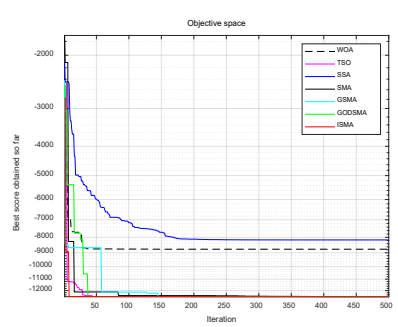 Objective space
Best score obtained so far
-2000
-3000
-4000
-5000
-6000
-7000
-8000
-9000
-10000
-11000
-12000
WOA
TSO
SSA
SMA
GSMA
GODSMA
ISMA
50 100 150 200 250 300 350 400 450 500
Iteration